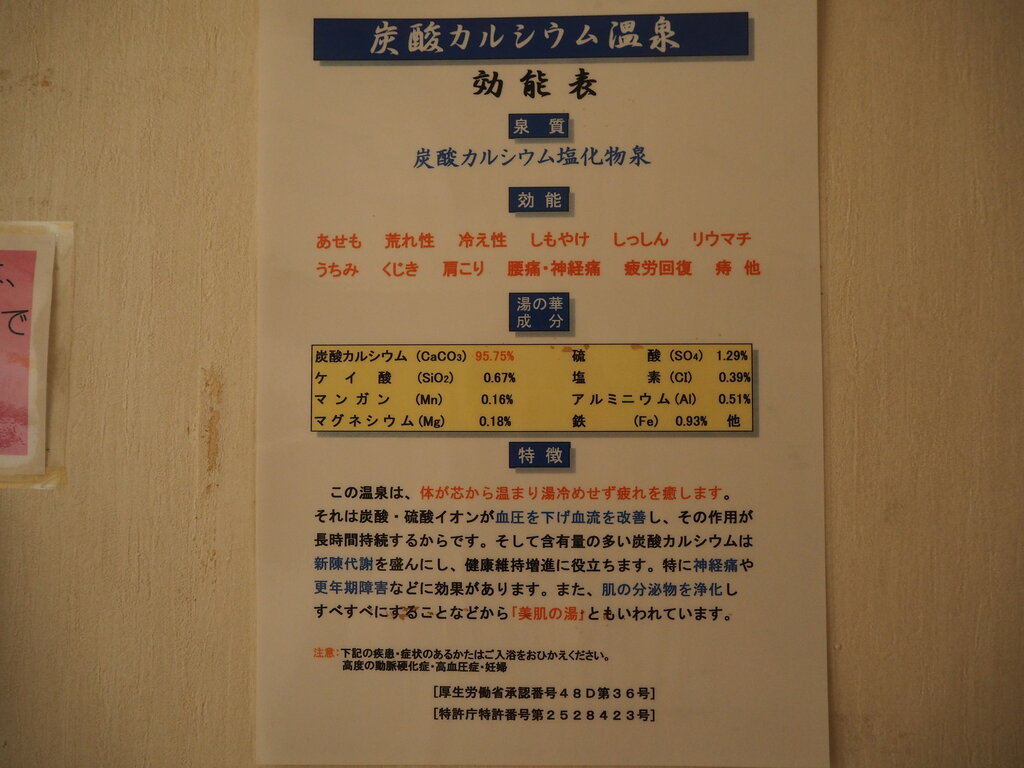 炭酸カルシウム温泉
効能表
泉 質
炭酸カルシウム塩化物泉
効 能
あせも 荒れ性 冷え性 しもやけ しっしん リウマチ
うちみ くじき 肩こり 腰痛・神経痛 疲労回復 痔 他
湯の華
成 分
炭酸カルシウム (CaCO₃) 95.75% 硫 酸 (SO₄) 1.29%
ケ イ 酸 (SiO₂) 0.67% 塩 素 (Cl) 0.39%
マ ン ガ ン (Mn) 0.16% アルミニウム (Al) 0.51%
マグネシウム (Mg) 0.18% 鉄 (Fe) 0.93% 他
特 徴
この温泉は、体が芯から温まり湯冷めせず疲れを癒します。
それは炭酸・硫酸イオンが血圧を下げ血流を改善し、その作用が
長時間持続するからです。そして含有量の多い炭酸カルシウムは
新陳代謝を盛んにし、健康維持増進に役立ちます。特に神経痛や
更年期障害などに効果があります。また、肌の分泌物を浄化し
すべすべにすることなどから「美肌の湯」ともいわれています。
注意:下記の疾患・症状のあるかたはご入浴をおひかえください。
高度の動脈硬化症・高血圧症・妊婦
[厚生労働省承認番号48D第36号]
[特許庁特許番号第2528423号]
で